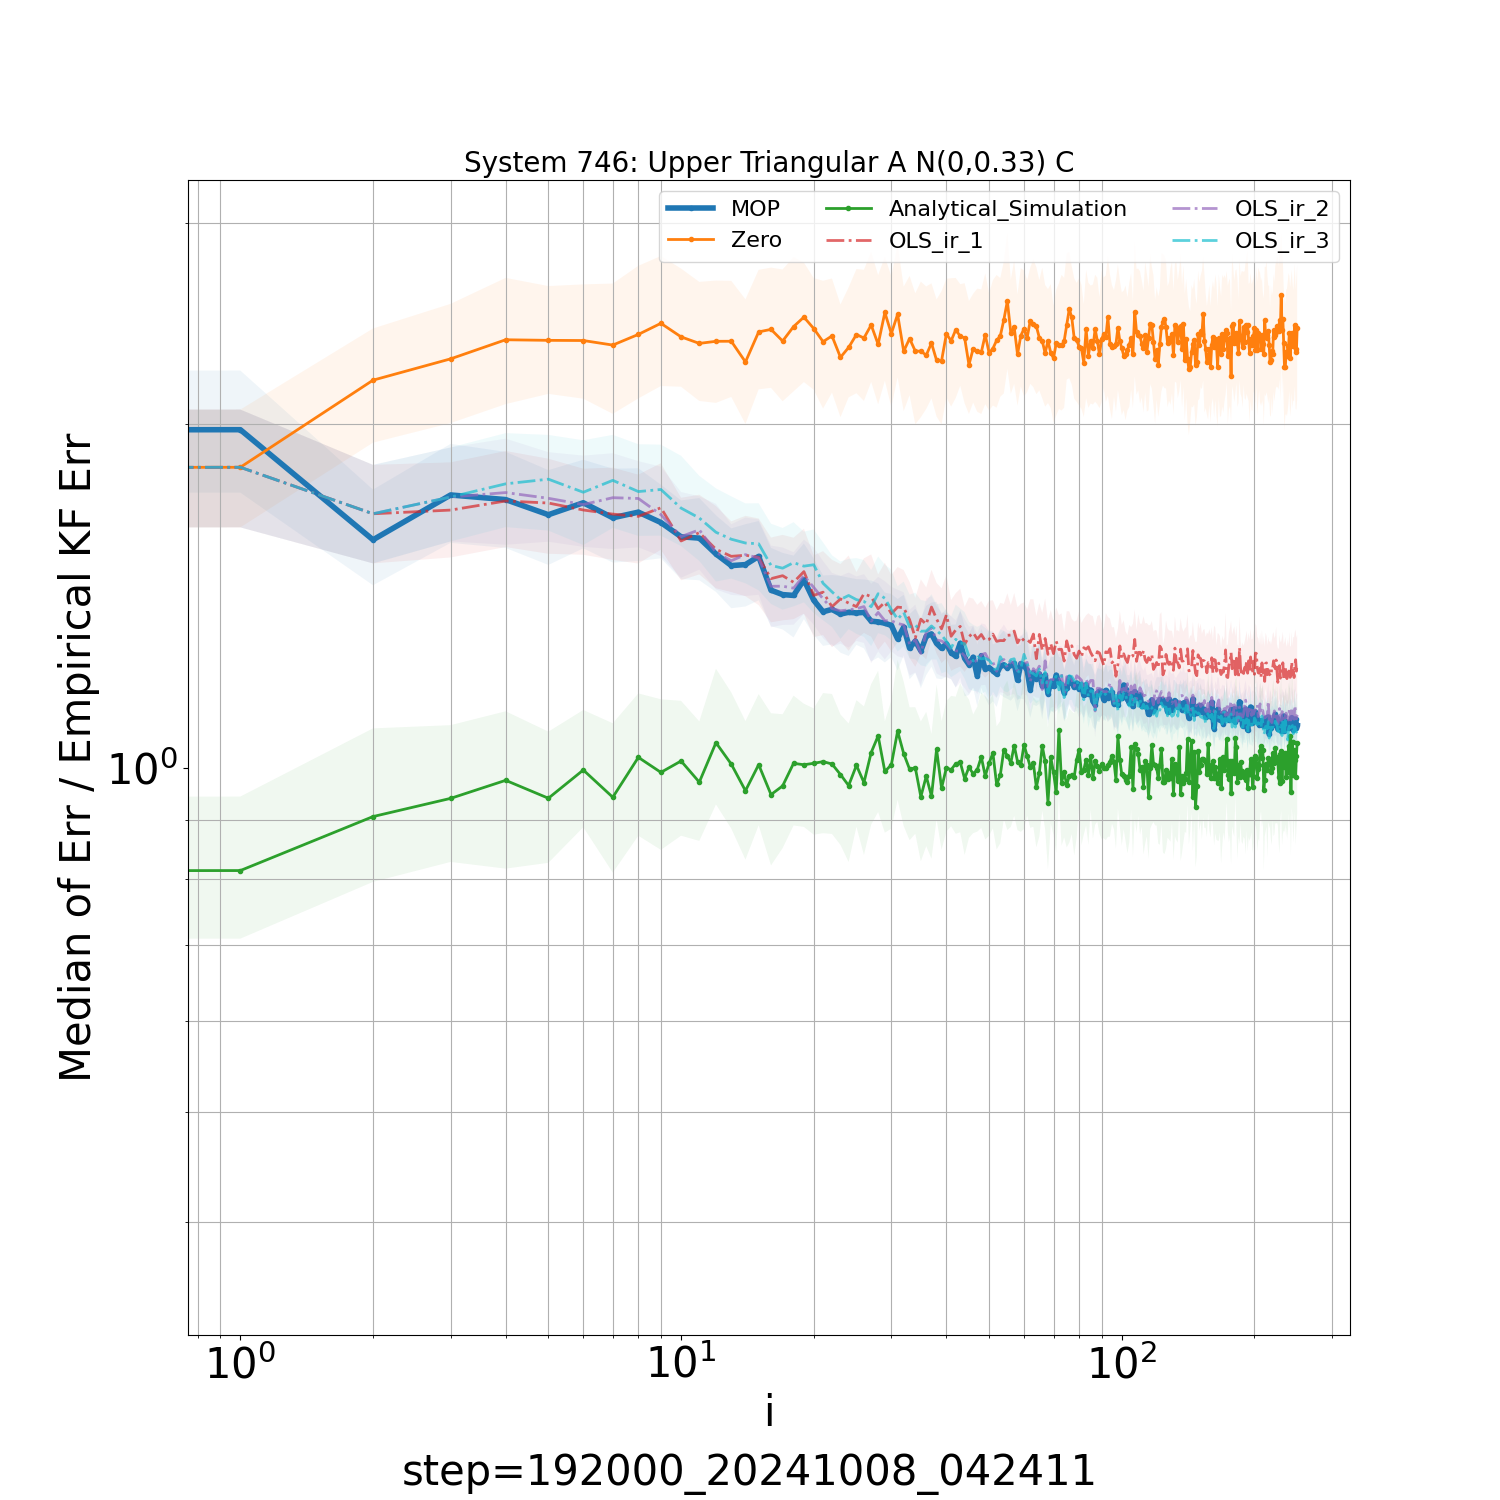 System 746: Upper Triangular A N(0,0.33) C
MOP
Zero
Analytical_Simulation
OLS_ir_1
OLS_ir_2
OLS_ir_3
Median of Err / Empirical KF Err
10⁰
10⁰ 10¹ 10²
i
step=192000_20241008_042411